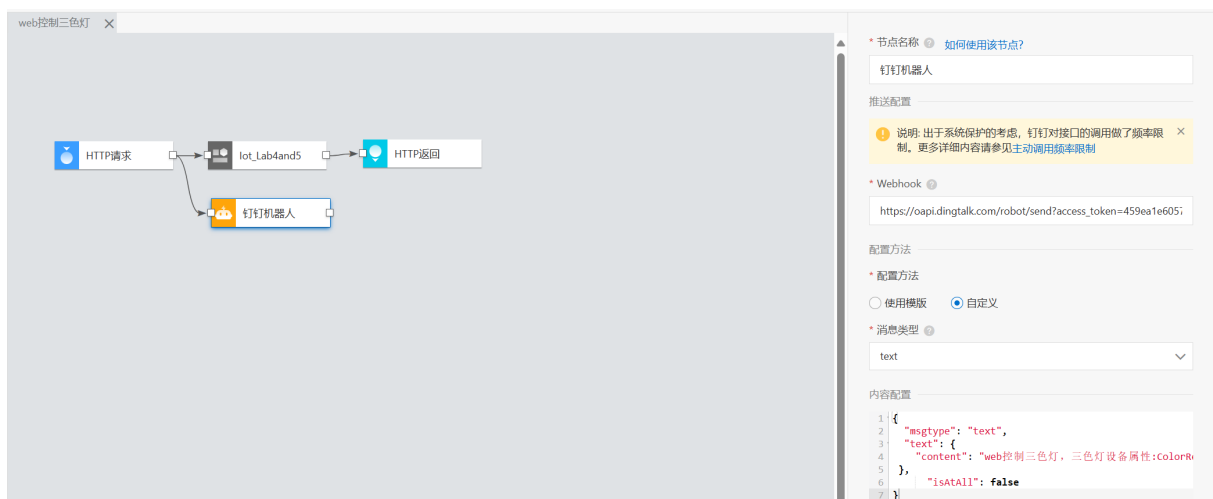 web控制三色灯
* 节点名称 如何使用该节点?
钉钉机器人
推送配置
说明: 出于系统保护的考虑，钉钉对接口的调用做了频率限
制，更多详细内容请参见主动调用频率限制
* Webhook
https://oapi.dingtalk.com/robot/send?access_token=459ea1e6057
配置方法
* 配置方法
使用模版 自定义
* 消息类型
text
内容配置
1 {
2 "msgtype": "text",
3 "text": {
4 "content": "web控制三色灯，三色灯设备属性:ColorRe
5 },
6 "isAtAll": false
7 }
HTTP请求
Iot_Lab4and5
HTTP返回
钉钉机器人